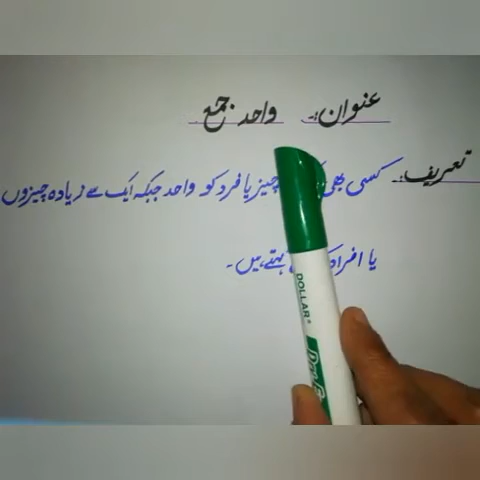 عنوان:۔ واحد جمع
تعریف:۔ کسی بھی چیز یا فرد کو واحد جبکہ ایک سے زیادہ چیزوں
یا افراد کہتے ہیں۔
DOLLAR